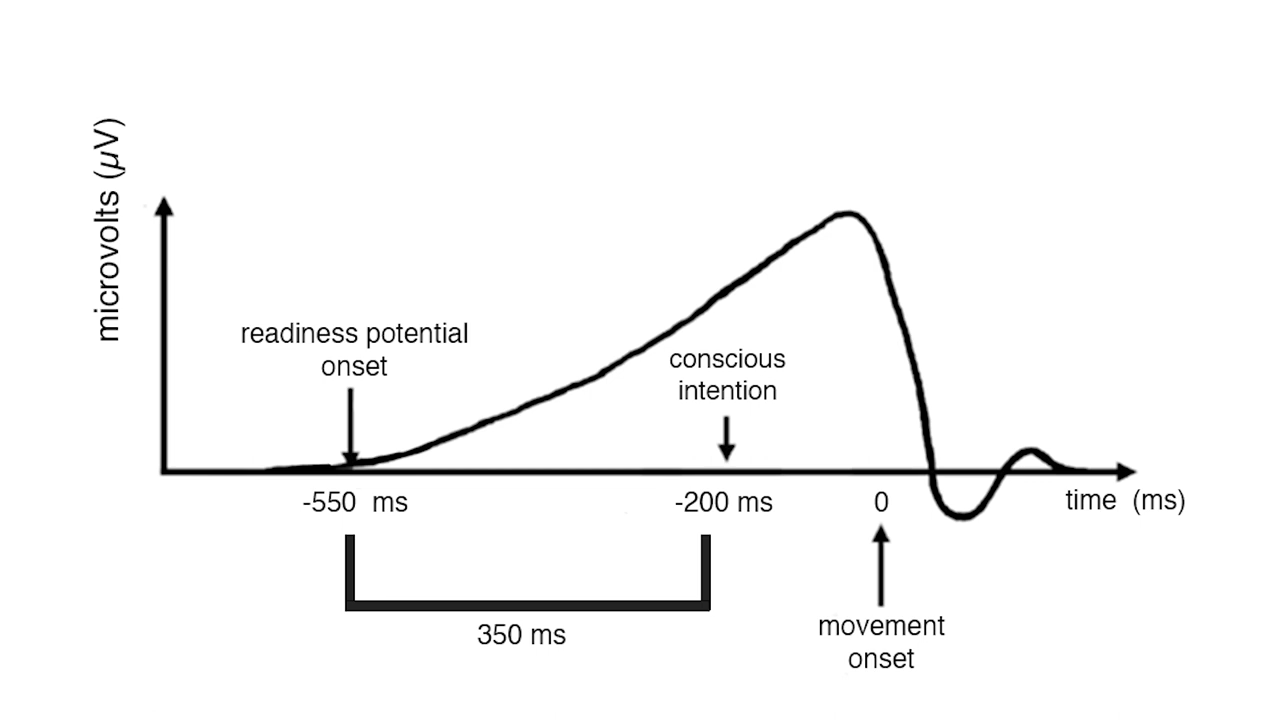 microvolts (µV)
readiness potential
onset
conscious
intention
-550 ms
-200 ms
0
time (ms)
350 ms
movement
onset